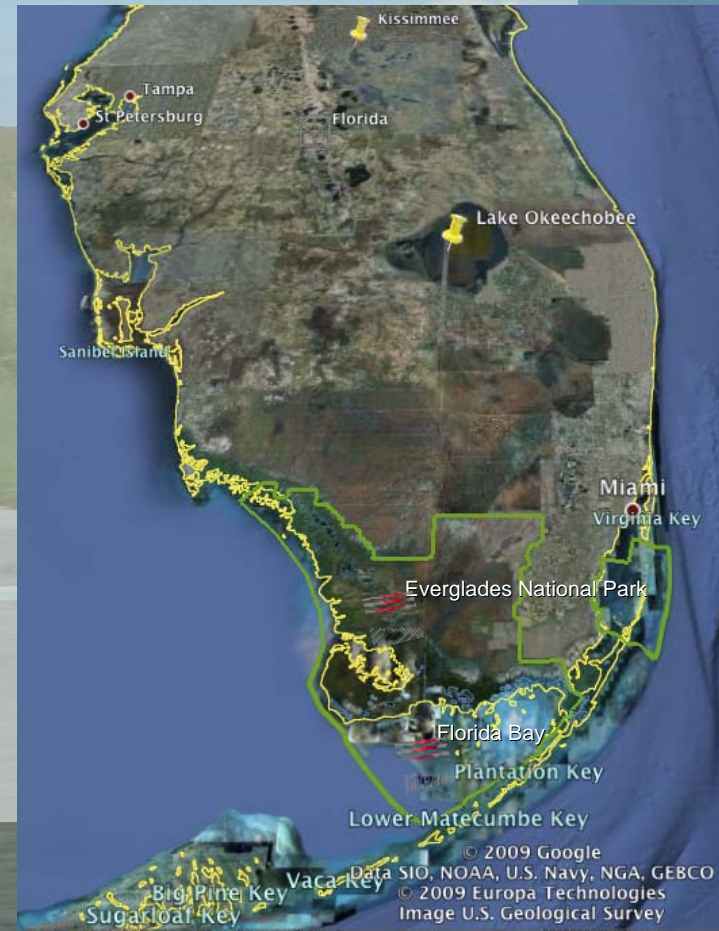 Kissimmee
Tampa
St Petersburg
Florida
Lake Okeechobee
Sanibel Island
Miami
Virginia Key
Everglades National Park
Florida Bay
Plantation Key
Lower Matecumbe Key
© 2009 Google
Vaca Key
Data SIO, NOAA, U.S. Navy, NGA, GEBCO
Big Pine Key
© 2009 Europa Technologies
Sugarloaf Key
Image U.S. Geological Survey